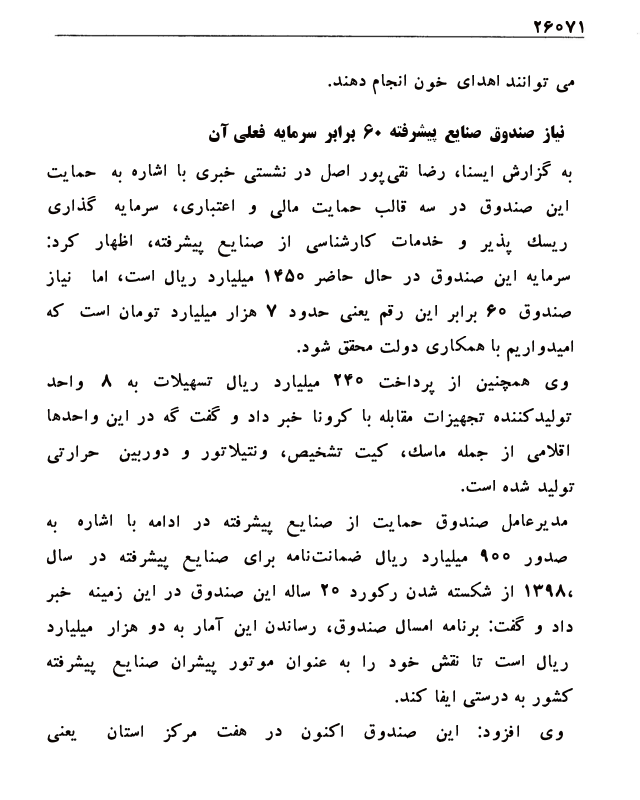 ۲۶۰۷۱
می توانند اهدای خون انجام دهند.
نیاز صندوق صنایع پیشرفته ۶۰ برابر سرمایه فعلی آن
به گزارش ایسنا، رضا نقی‌پور اصل در نشستی خبری با اشاره به حمایت
این صندوق در سه قالب حمایت مالی و اعتباری، سرمایه گذاری
ریسك پذیر و خدمات کارشناسی از صنایع پیشرفته، اظهار کرد:
سرمایه این صندوق در حال حاضر ۱۴۵۰ میلیارد ریال است، اما نیاز
صندوق ۶۰ برابر این رقم یعنی حدود ۷ هزار میلیارد تومان است که
امیدواریم با همکاری دولت محقق شود.
وی همچنین از پرداخت ۲۴۰ میلیارد ریال تسهیلات به ۸ واحد
تولیدکننده تجهیزات مقابله با کرونا خبر داد و گفت گه در این واحدها
اقلامی از جمله ماسك، کیت تشخیص، ونتیلاتور و دوربین حرارتی
تولید شده است.
مدیرعامل صندوق حمایت از صنایع پیشرفته در ادامه با اشاره به
صدور ۹۰۰ میلیارد ریال ضمانت‌نامه برای صنایع پیشرفته در سال
۱۳۹۸، از شکسته شدن رکورد ۲۰ ساله این صندوق در این زمینه خبر
داد و گفت: برنامه امسال صندوق، رساندن این آمار به دو هزار میلیارد
ریال است تا نقش خود را به عنوان موتور پیشران صنایع پیشرفته
کشور به درستی ایفا کند.
وی افزود: این صندوق اکنون در هفت مرکز استان یعنی